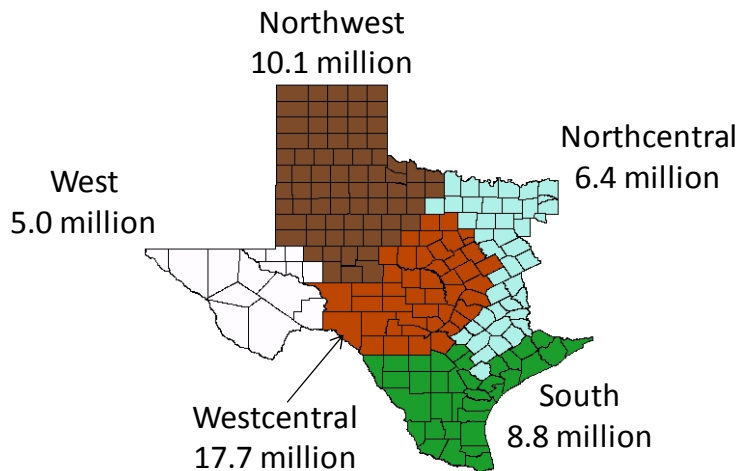 Northwest
10.1 million
Northcentral
6.4 million
West
5.0 million
Westcentral
17.7 million
South
8.8 million